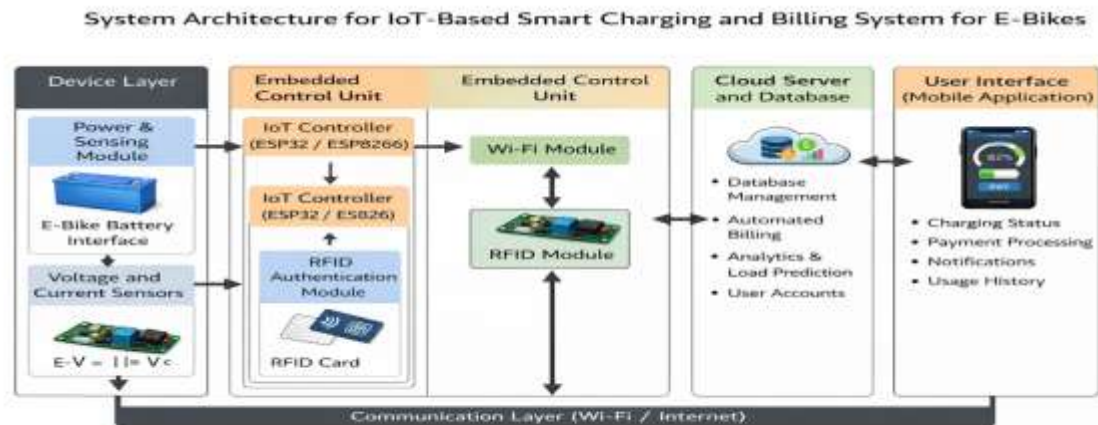 System Architecture for IoT-Based Smart Charging and Billing System for E-Bikes
Device Layer
Power &
Sensing
Module
E-Bike Battery
Interface
Voltage and
Current Sensors
E-V = ||= V<
Embedded
Control Unit
IoT Controller
(ESP32 / ESP8266)
IoT Controller
(ESP32 / ES826)
RFID
Authentication
Module
RFID Card
Embedded Control
Unit
Wi-Fi Module
RFID Module
Cloud Server
and Database
• Database
Management
• Automated
Billing
• Analytics &
Load Prediction
• User Accounts
User Interface
(Mobile Application)
• Charging Status
• Payment Processing
• Notifications
• Usage History
Communication Layer (Wi-Fi / Internet)